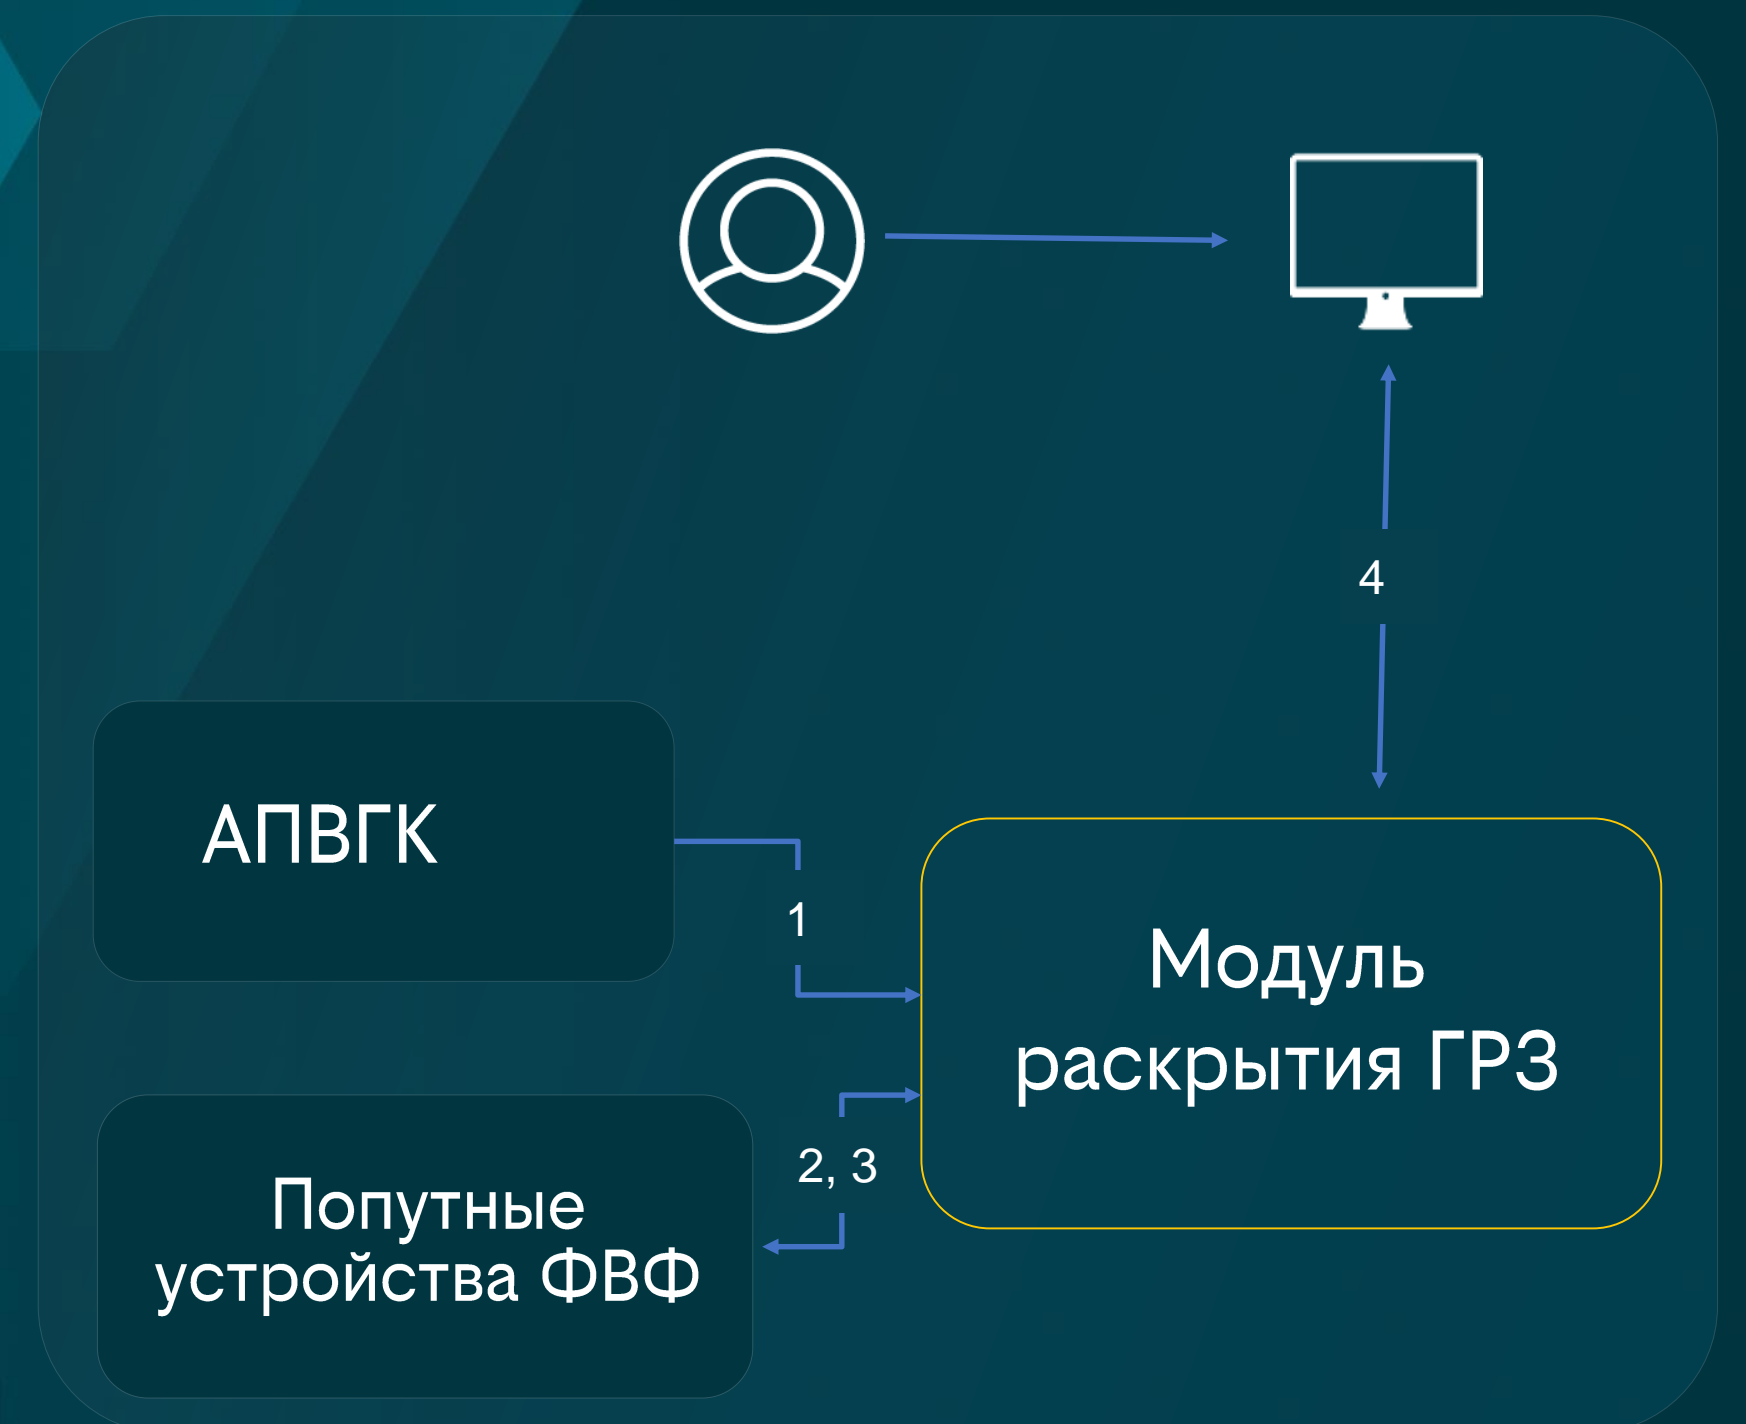 4
АПВГК
1
Модуль
раскрытия ГРЗ
2, 3
Попутные
устройства ФВФ